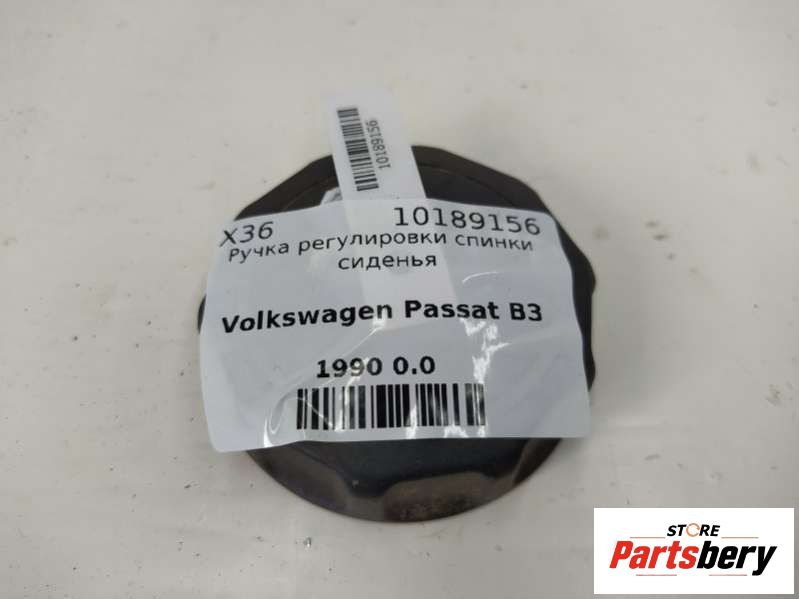 10189156
X36 10189156
Ручка регулировки спинки
сиденья
Volkswagen Passat B3
1990 0.0
STORE
Partsbery